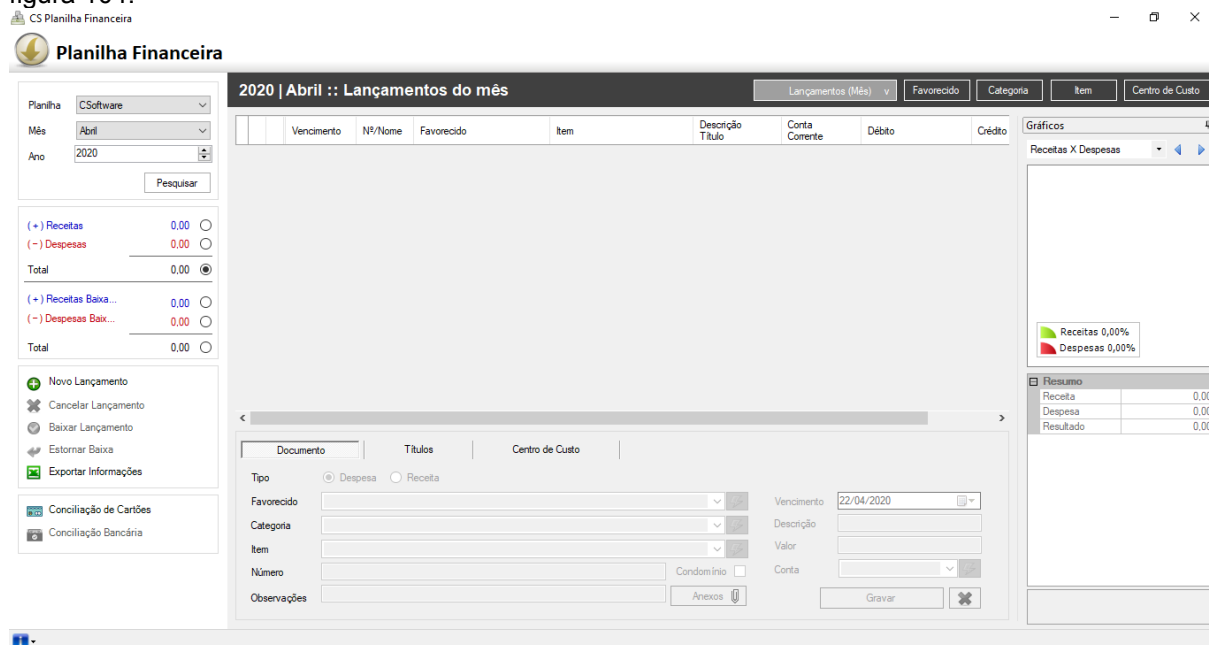 figura 104.
CS Planilha Financeira
Planilha Financeira
Planilha CSoftware
Mês Abril
Ano 2020
Pesquisar
(+) Receitas 0,00
(-) Despesas 0,00
Total 0,00
(+) Receitas Baixa... 0,00
(-) Despesas Baix... 0,00
Total 0,00
Novo Lançamento
Cancelar Lançamento
Baixar Lançamento
Estornar Baixa
Exportar Informações
Conciliação de Cartões
Conciliação Bancária
2020 | Abril :: Lançamentos do mês
Lançamentos (Mês) v Favorecido Categoria Item Centro de Custo
Vencimento Nº/Nome Favorecido Item Descrição Título Conta Corrente Débito Crédito
Documento Títulos Centro de Custo
Tipo Despesa Receita
Favorecido
Categoria
Item
Número Condomínio
Observações Anexos
Vencimento 22/04/2020
Descrição
Valor
Conta
Gravar
Gráficos
Receitas X Despesas
Receitas 0,00%
Despesas 0,00%
Resumo
Receita 0,00
Despesa 0,00
Resultado 0,00